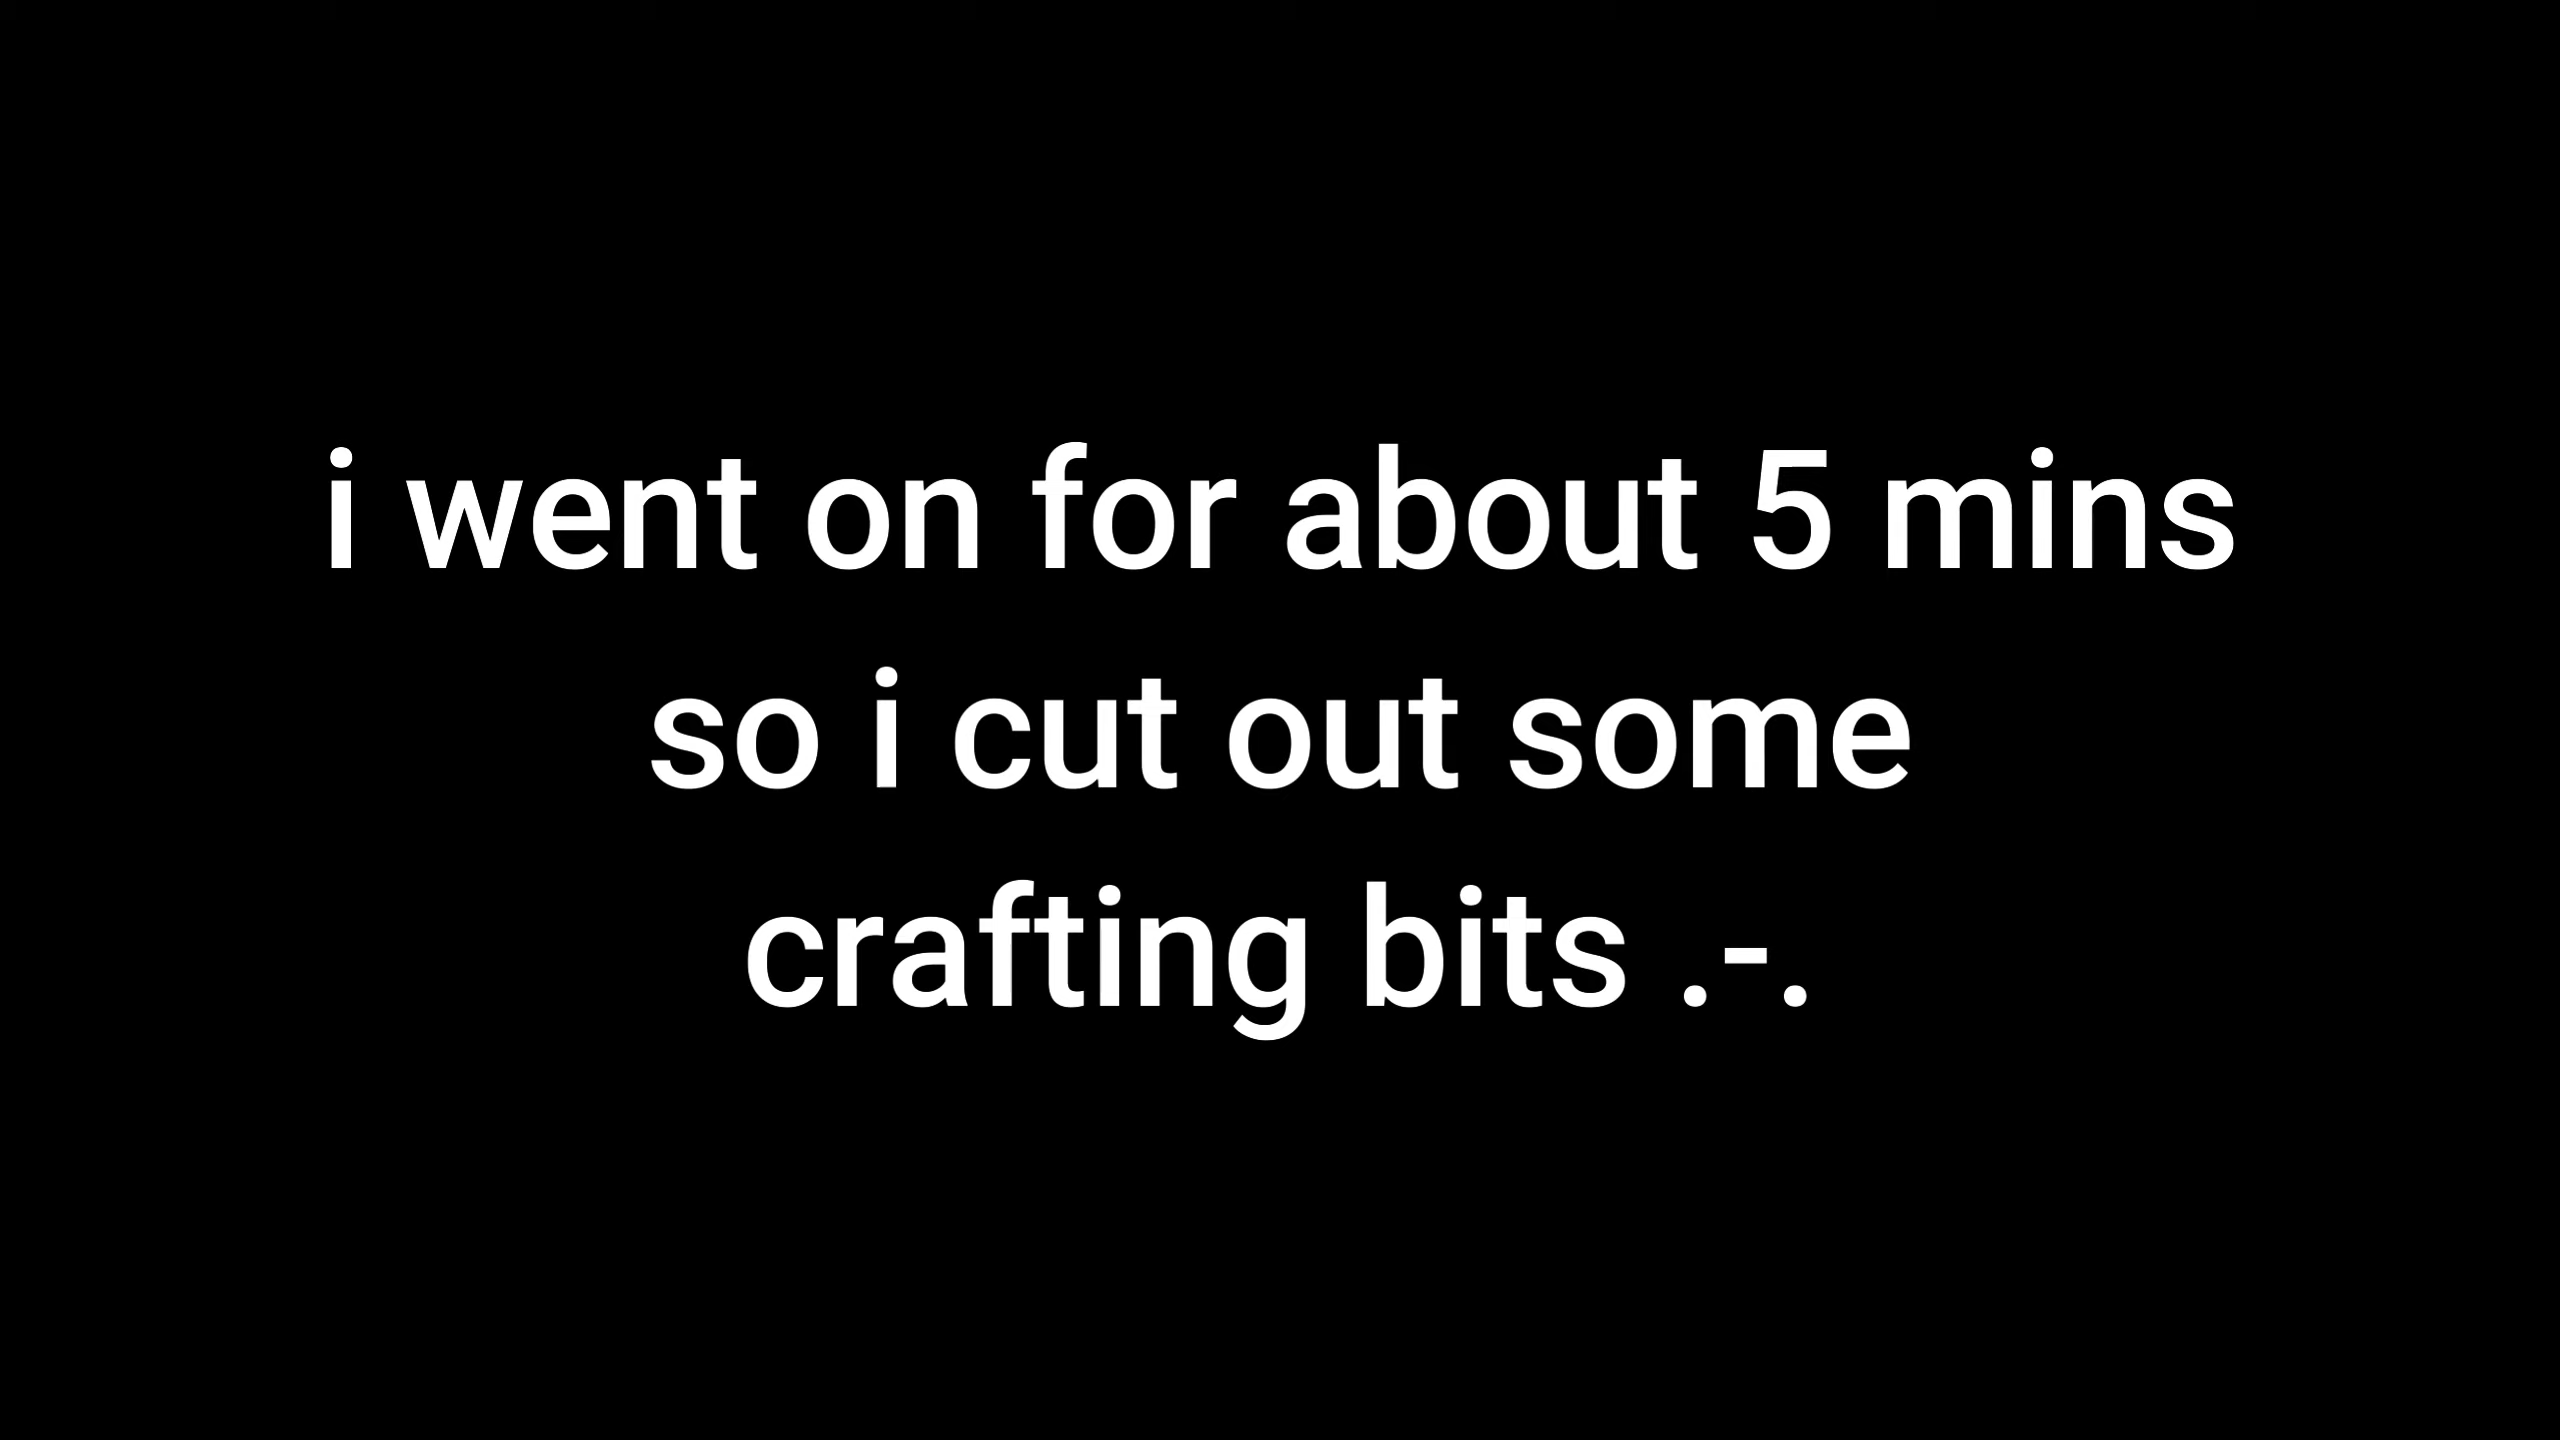 i went on for about 5 mins
so i cut out some
crafting bits .-.